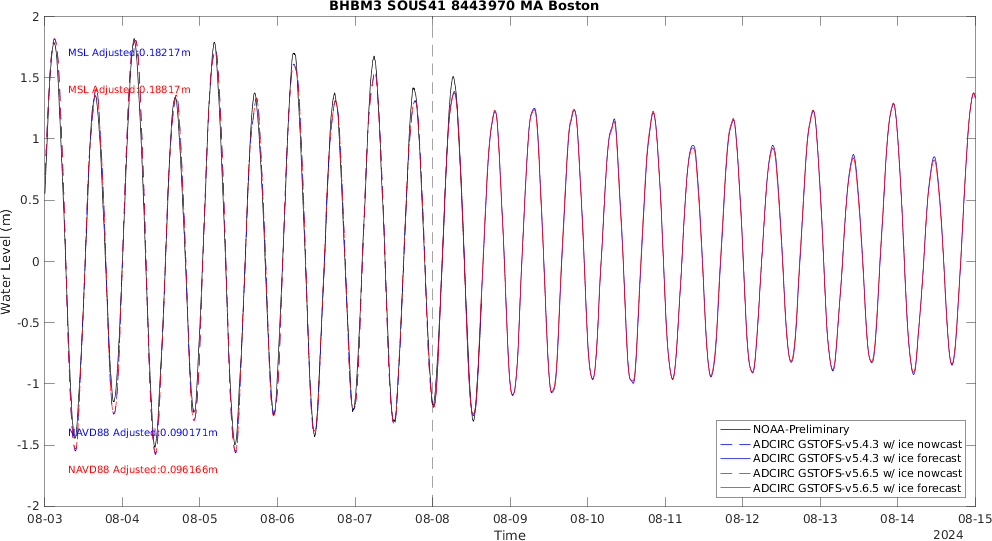 BHBM3 SOUS41 8443970 MA Boston
2
1.5
1
0.5
0
-0.5
-1
-1.5
-2
Water Level (m)
MSL Adjusted:0.18217m
MSL Adjusted:0.18817m
NAVD88 Adjusted:0.090171m
NAVD88 Adjusted:0.096166m
NOAA-Preliminary
ADCIRC GSTOFS-v5.4.3 w/ ice nowcast
ADCIRC GSTOFS-v5.4.3 w/ ice forecast
ADCIRC GSTOFS-v5.6.5 w/ ice nowcast
ADCIRC GSTOFS-v5.6.5 w/ ice forecast
08-03 08-04 08-05 08-06 08-07 08-08 08-09 08-10 08-11 08-12 08-13 08-14 08-15
Time
2024